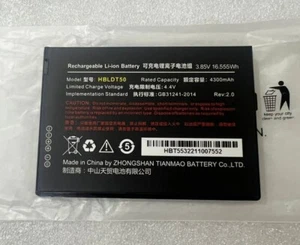 Rechargeable Li-ion Battery 可充电锂离子电池组
Model / 型号: HBLDT50 3.85V 16.555Wh
Rated Capacity / 额定容量: 4300mAh
Limited Charge Voltage / 充电限制电压: 4.4V
Implementation Standard / 执行标准: GB31241-2014 Rev:2.0
Made in China by ZHONGSHAN TIANMAO BATTERY Co., Ltd.
制造商: 中山天贸电池有限公司
HBT5532211007552